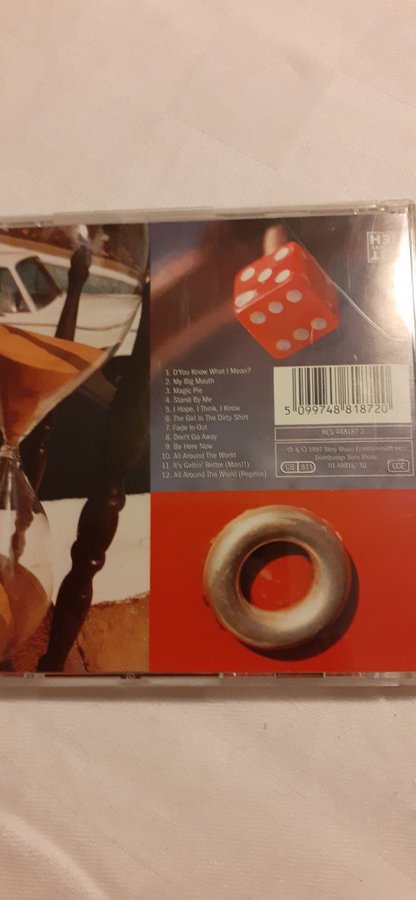 1. D'You Know What I Mean?
2. My Big Mouth
3. Magic Pie
4. Stand By Me
5. I Hope, I Think, I Know
6. The Girl In The Dirty Shirt
7. Fade In-Out
8. Don't Go Away
9. Be Here Now
10. All Around The World
11. It's Gettin' Better (Man!!)
12. All Around The World (Reprise)
5 099748 818720
HES 488187-2
℗ & © 1997 Sony Music Entertainment
Distribution Sony Music
01-488187-10